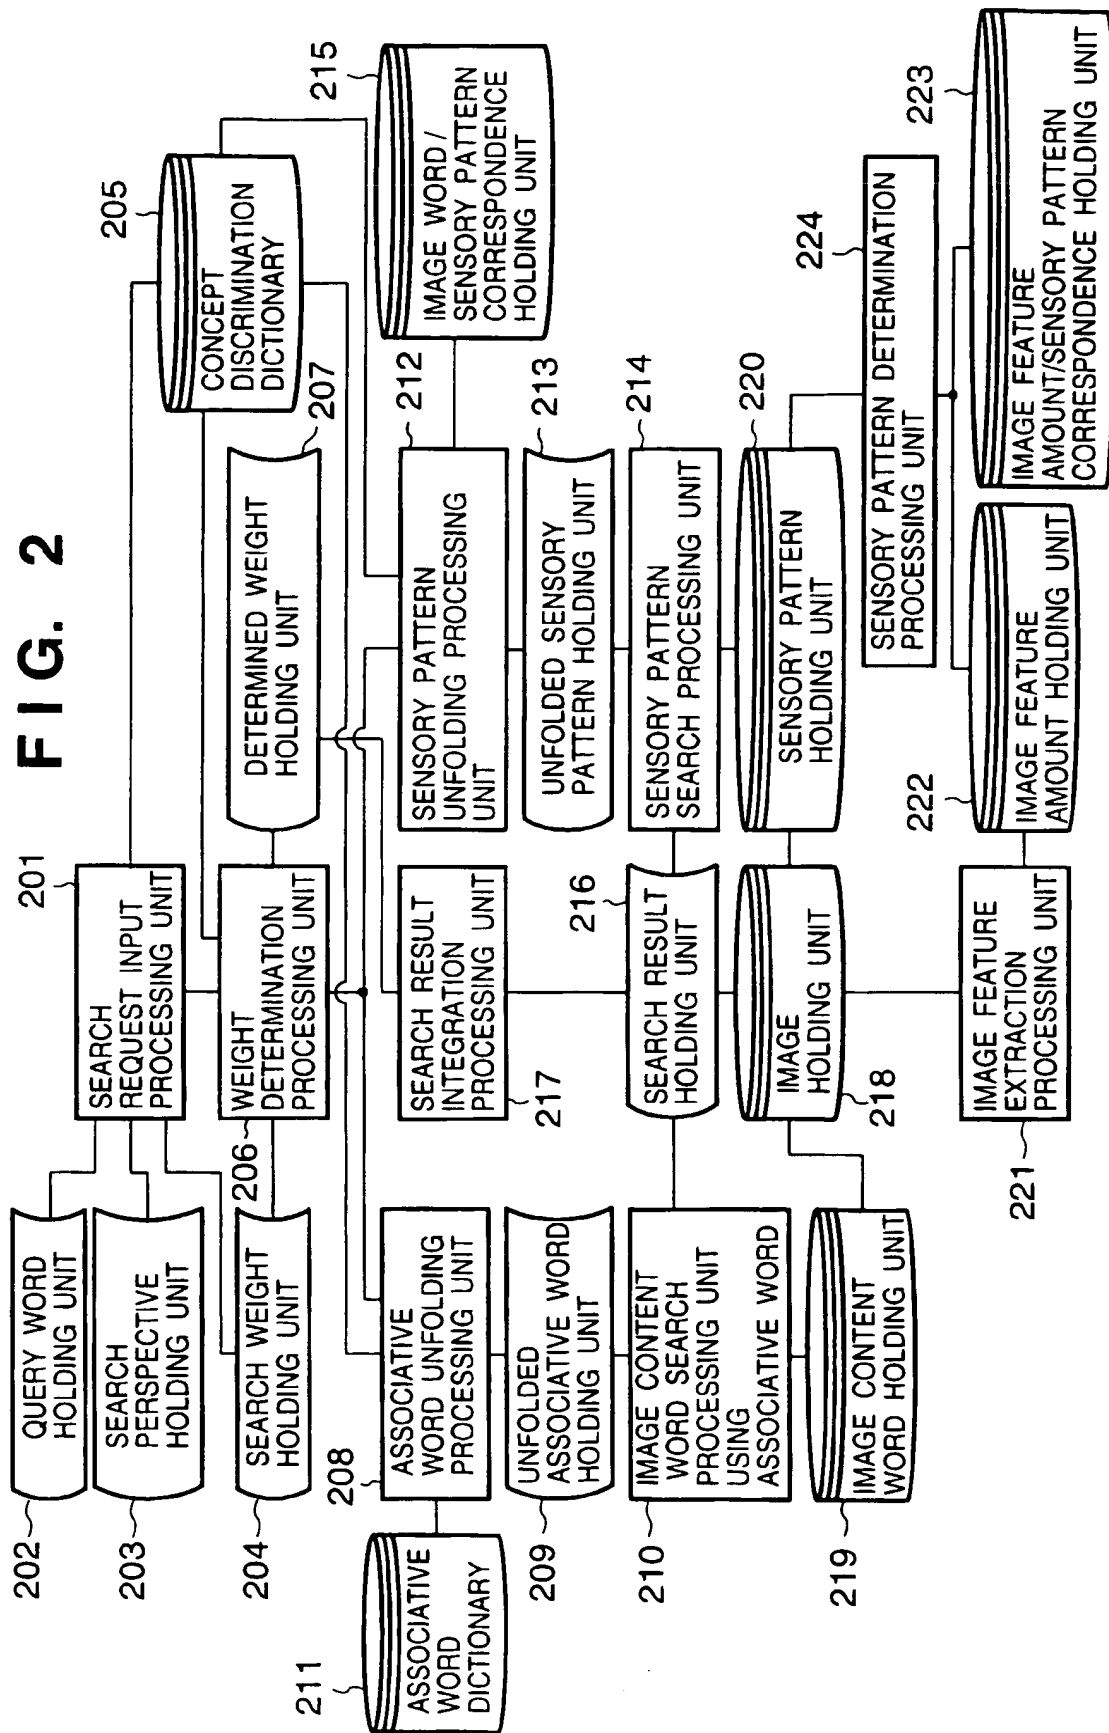 FIG. 2
201
SEARCH
REQUEST INPUT
PROCESSING UNIT
202
QUERY WORD
HOLDING UNIT
203
SEARCH
PERSPECTIVE
HOLDING UNIT
204
SEARCH WEIGHT
HOLDING UNIT
205
CONCEPT
DISCRIMINATION
DICTIONARY
206
WEIGHT
DETERMINATION
PROCESSING UNIT
207
DETERMINED WEIGHT
HOLDING UNIT
211
ASSOCIATIVE
WORD
DICTIONARY
208
ASSOCIATIVE
WORD UNFOLDING
PROCESSING UNIT
217
SEARCH RESULT
INTEGRATION
PROCESSING UNIT
212
SENSORY PATTERN
UNFOLDING PROCESSING
UNIT
215
IMAGE WORD/
SENSORY PATTERN
CORRESPONDENCE
HOLDING UNIT
209
UNFOLDED
ASSOCIATIVE WORD
HOLDING UNIT
213
UNFOLDED SENSORY
PATTERN HOLDING UNIT
210
IMAGE CONTENT
WORD SEARCH
PROCESSING UNIT
USING
ASSOCIATIVE WORD
216
SEARCH RESULT
HOLDING UNIT
214
SENSORY PATTERN
SEARCH PROCESSING UNIT
219
IMAGE CONTENT
WORD HOLDING UNIT
218
IMAGE
HOLDING UNIT
220
SENSORY PATTERN
HOLDING UNIT
224
SENSORY PATTERN DETERMINATION
PROCESSING UNIT
221
IMAGE FEATURE
EXTRACTION
PROCESSING UNIT
222
IMAGE FEATURE
AMOUNT HOLDING UNIT
223
IMAGE FEATURE
AMOUNT/SENSORY PATTERN
CORRESPONDENCE HOLDING UNIT